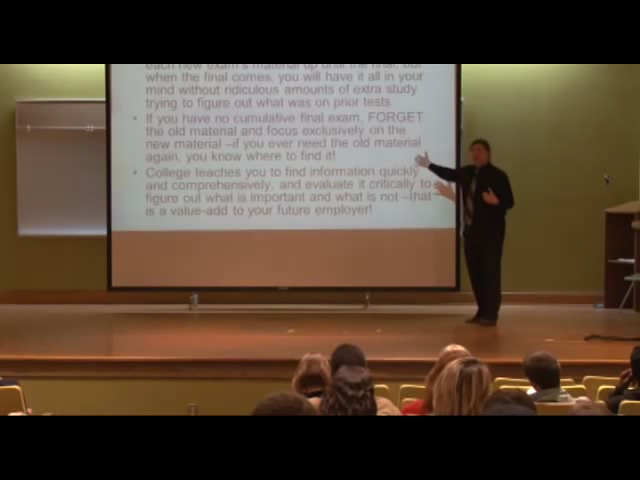 each new exam's material up until the final, but
when the final comes, you will have it all in your
mind without ridiculous amounts of extra study
trying to figure out what was on prior tests
• If you have no cumulative final exam, FORGET
the old material and focus exclusively on the
new material –if you ever need the old material
again, you know where to find it!
• College teaches you to find information quickly
and comprehensively, and evaluate it critically to
figure out what is important and what is not –that
is a value-add to your future employer!